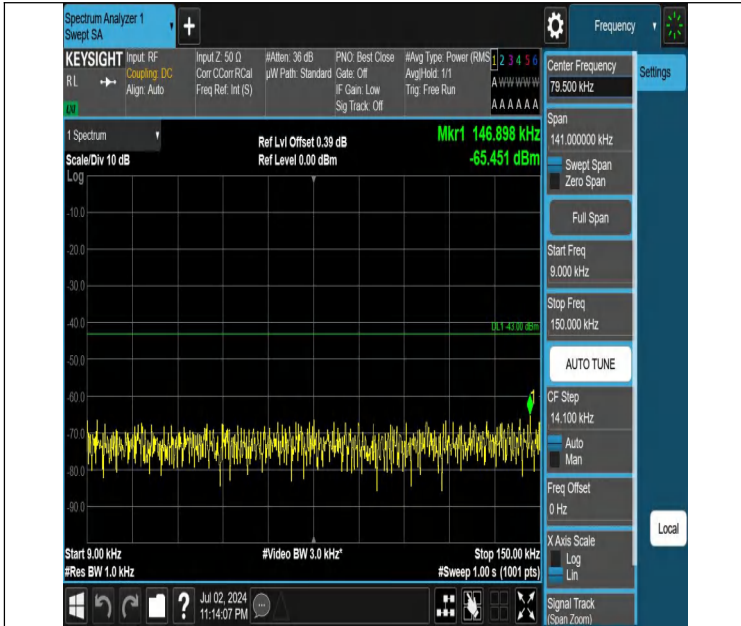 Spectrum Analyzer 1
Swept SA
+
Frequency
KEYSIGHT
RL
Input: RF
Coupling: DC
Align: Auto
Input Z: 50 Ω
Corr CCorr RCal
Freq Ref: Int (S)
#Atten: 36 dB
µW Path: Standard
PNO: Best Close
Gate: Off
IF Gain: Low
Sig Track: Off
#Avg Type: Power (RMS
Avg|Hold: 1/1
Trig: Free Run
1 2 3 4 5 6
A W W W W W
A A A A A A
Center Frequency
79.500 kHz
Settings
Span
141.000000 kHz
Swept Span
Zero Span
Full Span
Start Freq
9.000 kHz
Stop Freq
150.000 kHz
AUTO TUNE
CF Step
14.100 kHz
Auto
Man
Freq Offset
0 Hz
X Axis Scale
Log
Lin
Signal Track
(Span Zoom)
Local
1 Spectrum
Scale/Div 10 dB
Log
Ref Lvl Offset 0.39 dB
Ref Level 0.00 dBm
Mkr1 146.898 kHz
-65.451 dBm
-10.0
-20.0
-30.0
-40.0
DL1 -43.00 dBm
-50.0
-60.0
1
-70.0
-80.0
-90.0
Start 9.00 kHz
#Video BW 3.0 kHz*
Stop 150.00 kHz
#Res BW 1.0 kHz
#Sweep 1.00 s (1001 pts)
?
Jul 02, 2024
11:14:07 PM